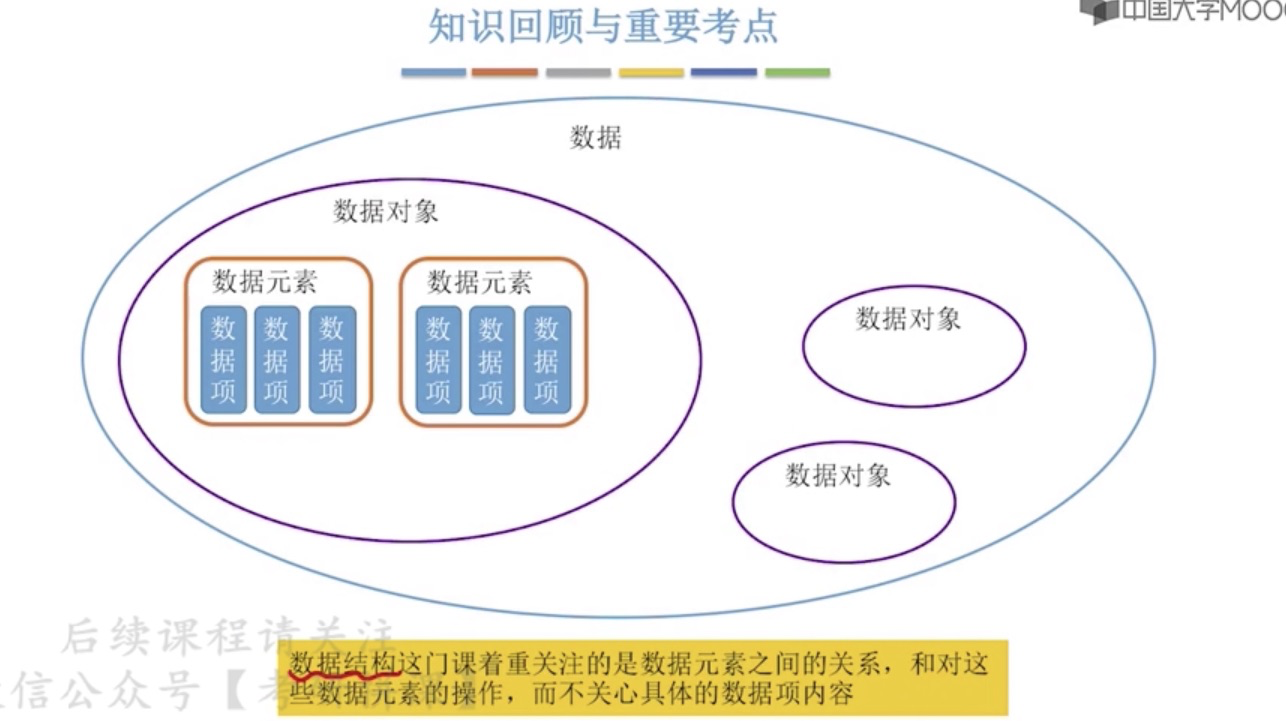 知识回顾与重要考点
中国大学MOO
数据
数据对象
数据元素
数据项
数据项
数据项
数据元素
数据项
数据项
数据项
数据对象
数据对象
后续课程请关注
信公众号【考
数据结构这门课着重关注的是数据元素之间的关系，和对这
些数据元素的操作，而不关心具体的数据项内容